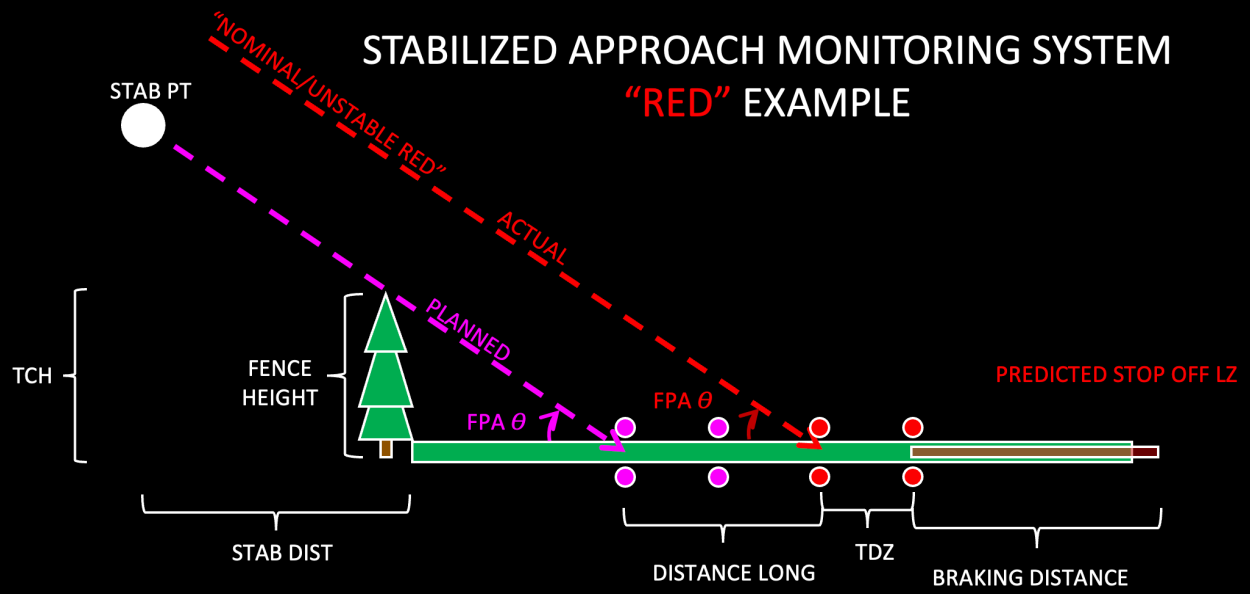 STABILIZED APPROACH MONITORING SYSTEM
“RED” EXAMPLE
“NOMINAL/UNSTABLE RED”
STAB PT
ACTUAL
PLANNED
TCH
FENCE
HEIGHT
FPA θ
FPA θ
PREDICTED STOP OFF LZ
STAB DIST
DISTANCE LONG
TDZ
BRAKING DISTANCE